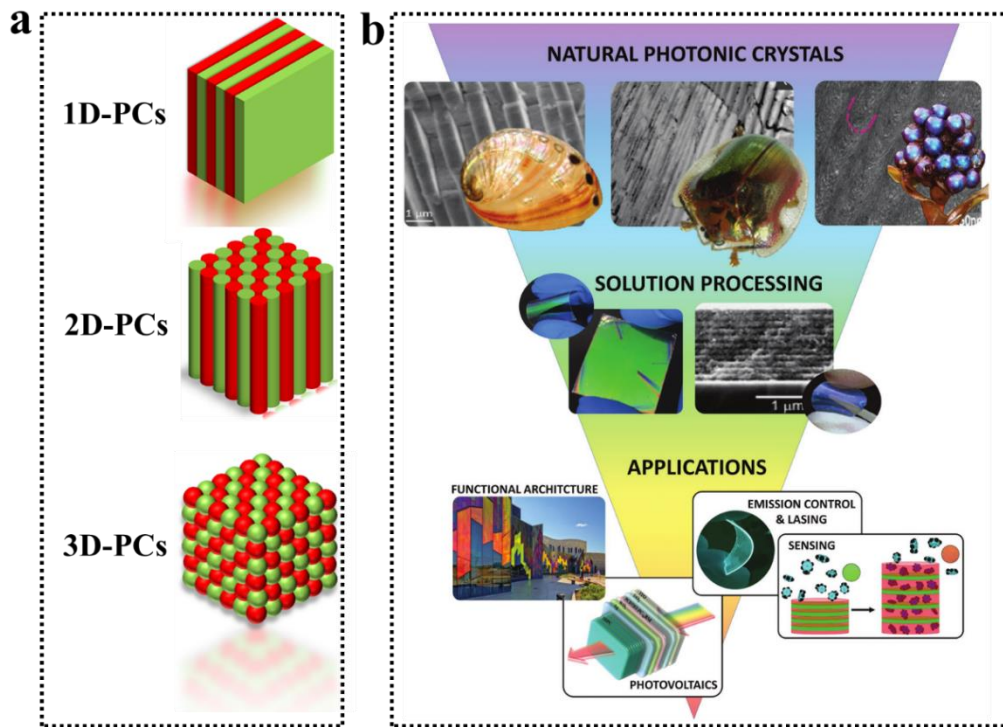 a
1D-PCs
2D-PCs
3D-PCs
b
NATURAL PHOTONIC CRYSTALS
1 μm
SOLUTION PROCESSING
1 μm
APPLICATIONS
FUNCTIONAL ARCHITCTURE
EMISSION CONTROL
& LASING
SENSING
PHOTOVOLTAICS